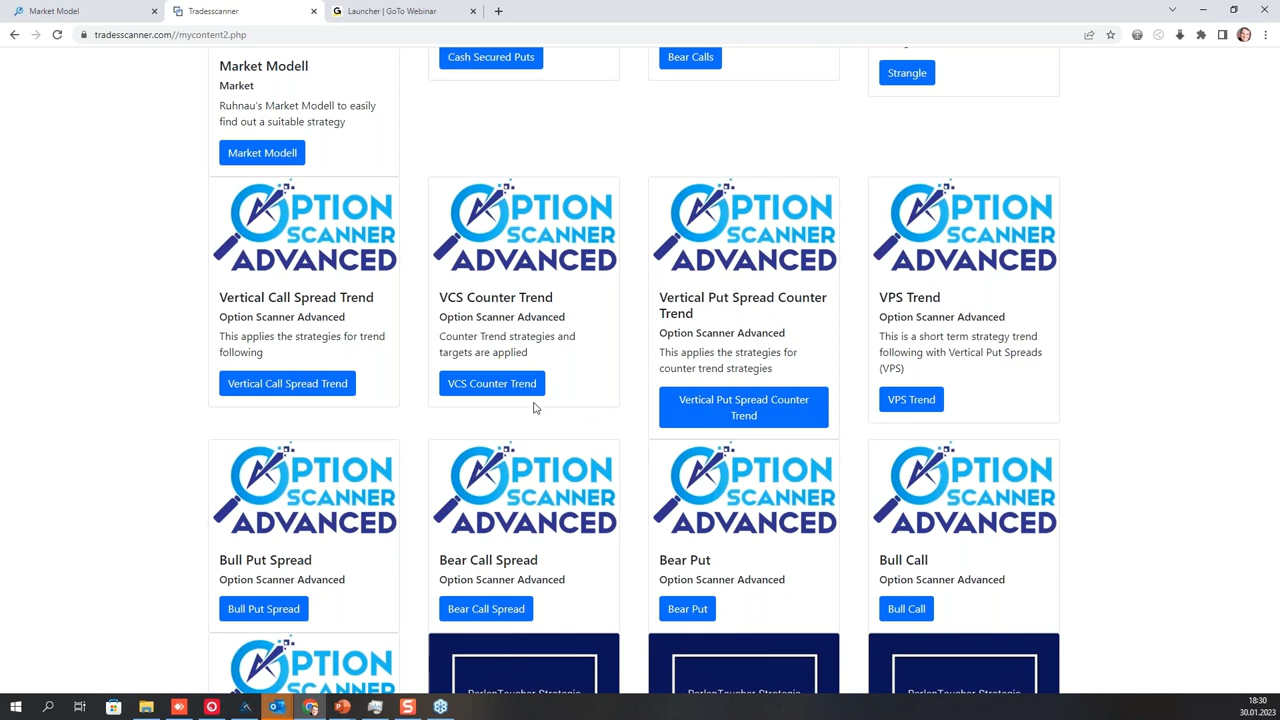 Market Model
Tradesscanner
Launcher | GoTo Webinar
tradesscanner.com//mycontent2.php
Market Modell
Market
Ruhnau's Market Modell to easily
find out a suitable strategy
Market Modell
Cash Secured Puts
Bear Calls
Strangle
OPTION
SCANNER
ADVANCED
Vertical Call Spread Trend
Option Scanner Advanced
This applies the strategies for trend
following
Vertical Call Spread Trend
OPTION
SCANNER
ADVANCED
VCS Counter Trend
Option Scanner Advanced
Counter Trend strategies and
targets are applied
VCS Counter Trend
OPTION
SCANNER
ADVANCED
Vertical Put Spread Counter
Trend
Option Scanner Advanced
This applies the strategies for
counter trend strategies
Vertical Put Spread Counter
Trend
OPTION
SCANNER
ADVANCED
VPS Trend
Option Scanner Advanced
This is a short term strategy trend
following with Vertical Put Spreads
(VPS)
VPS Trend
OPTION
SCANNER
ADVANCED
Bull Put Spread
Option Scanner Advanced
Bull Put Spread
OPTION
SCANNER
ADVANCED
Bear Call Spread
Option Scanner Advanced
Bear Call Spread
OPTION
SCANNER
ADVANCED
Bear Put
Option Scanner Advanced
Bear Put
OPTION
SCANNER
ADVANCED
Bull Call
Option Scanner Advanced
Bull Call
OPTION
SCANNER
18:30
30.01.2023